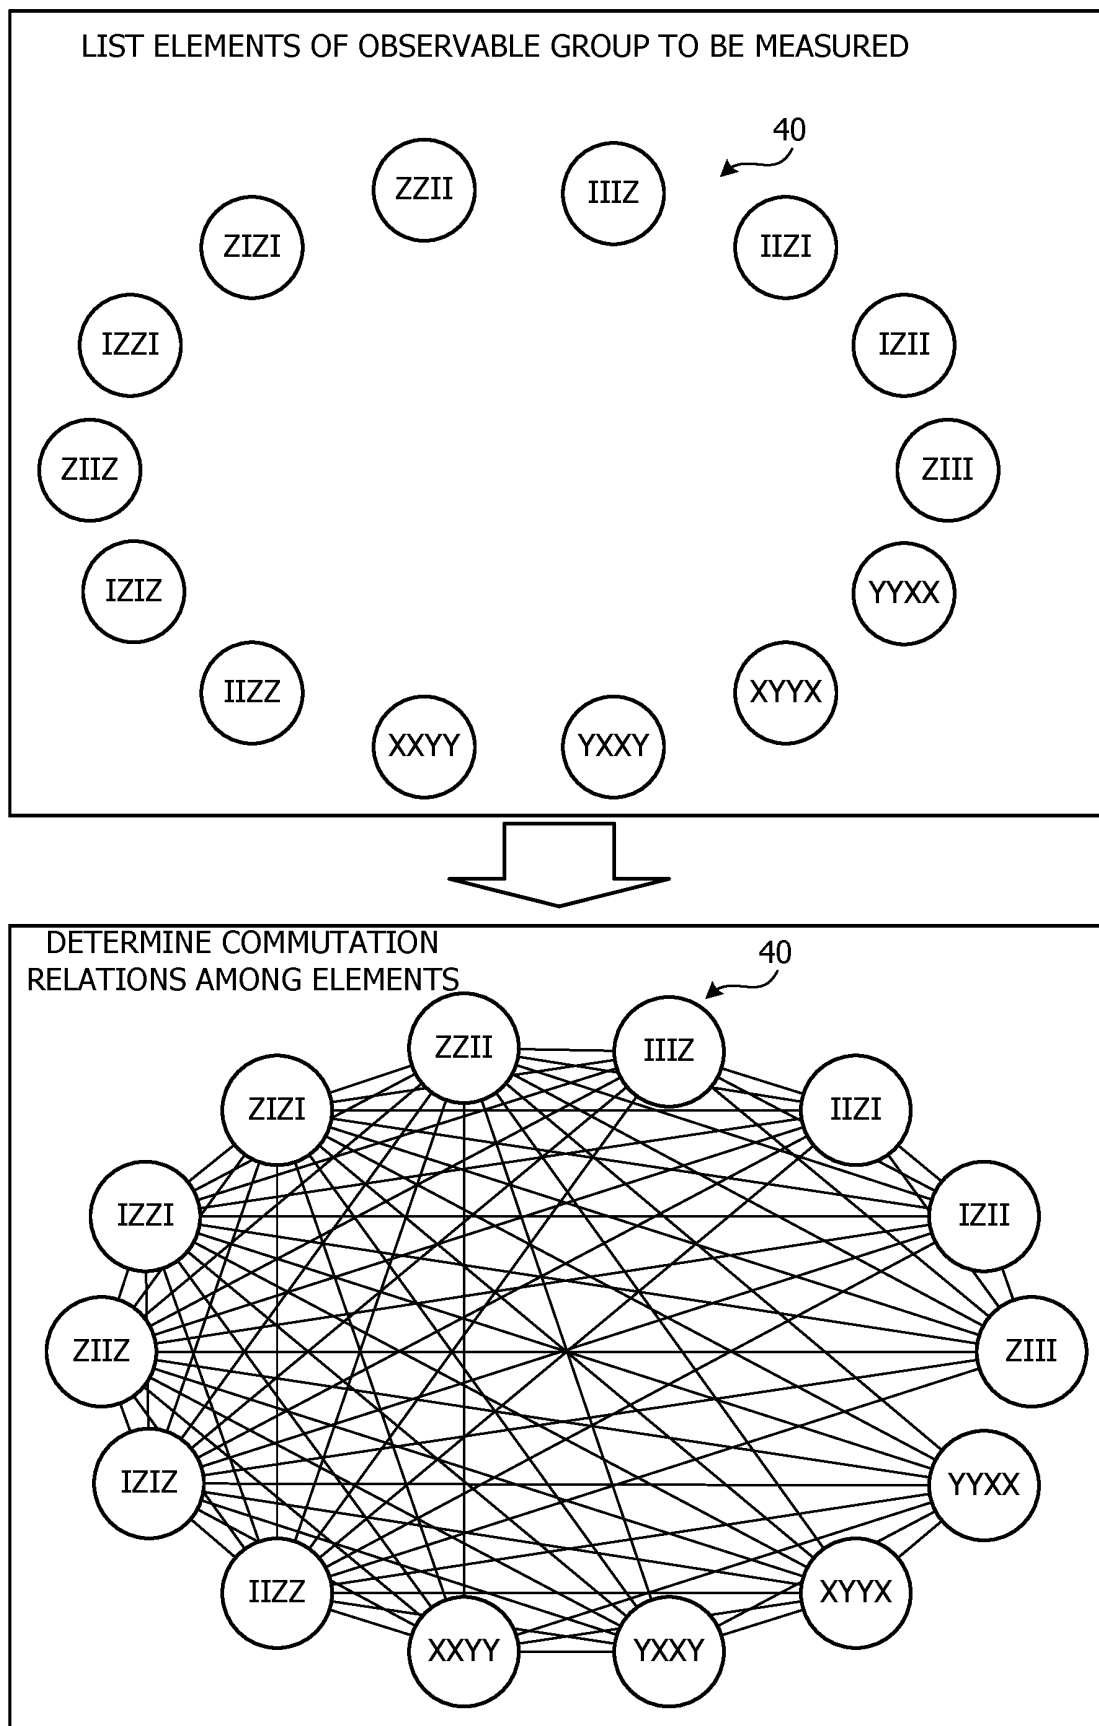 LIST ELEMENTS OF OBSERVABLE GROUP TO BE MEASURED
40
ZZII
IIIZ
ZIZI
IIZI
IZZI
IZII
ZIIZ
ZIII
IZIZ
YYXX
IIZZ
XYYX
XXYY
YXXY
DETERMINE COMMUTATION
RELATIONS AMONG ELEMENTS
40
ZZII
IIIZ
ZIZI
IIZI
IZZI
IZII
ZIIZ
ZIII
IZIZ
YYXX
IIZZ
XYYX
XXYY
YXXY